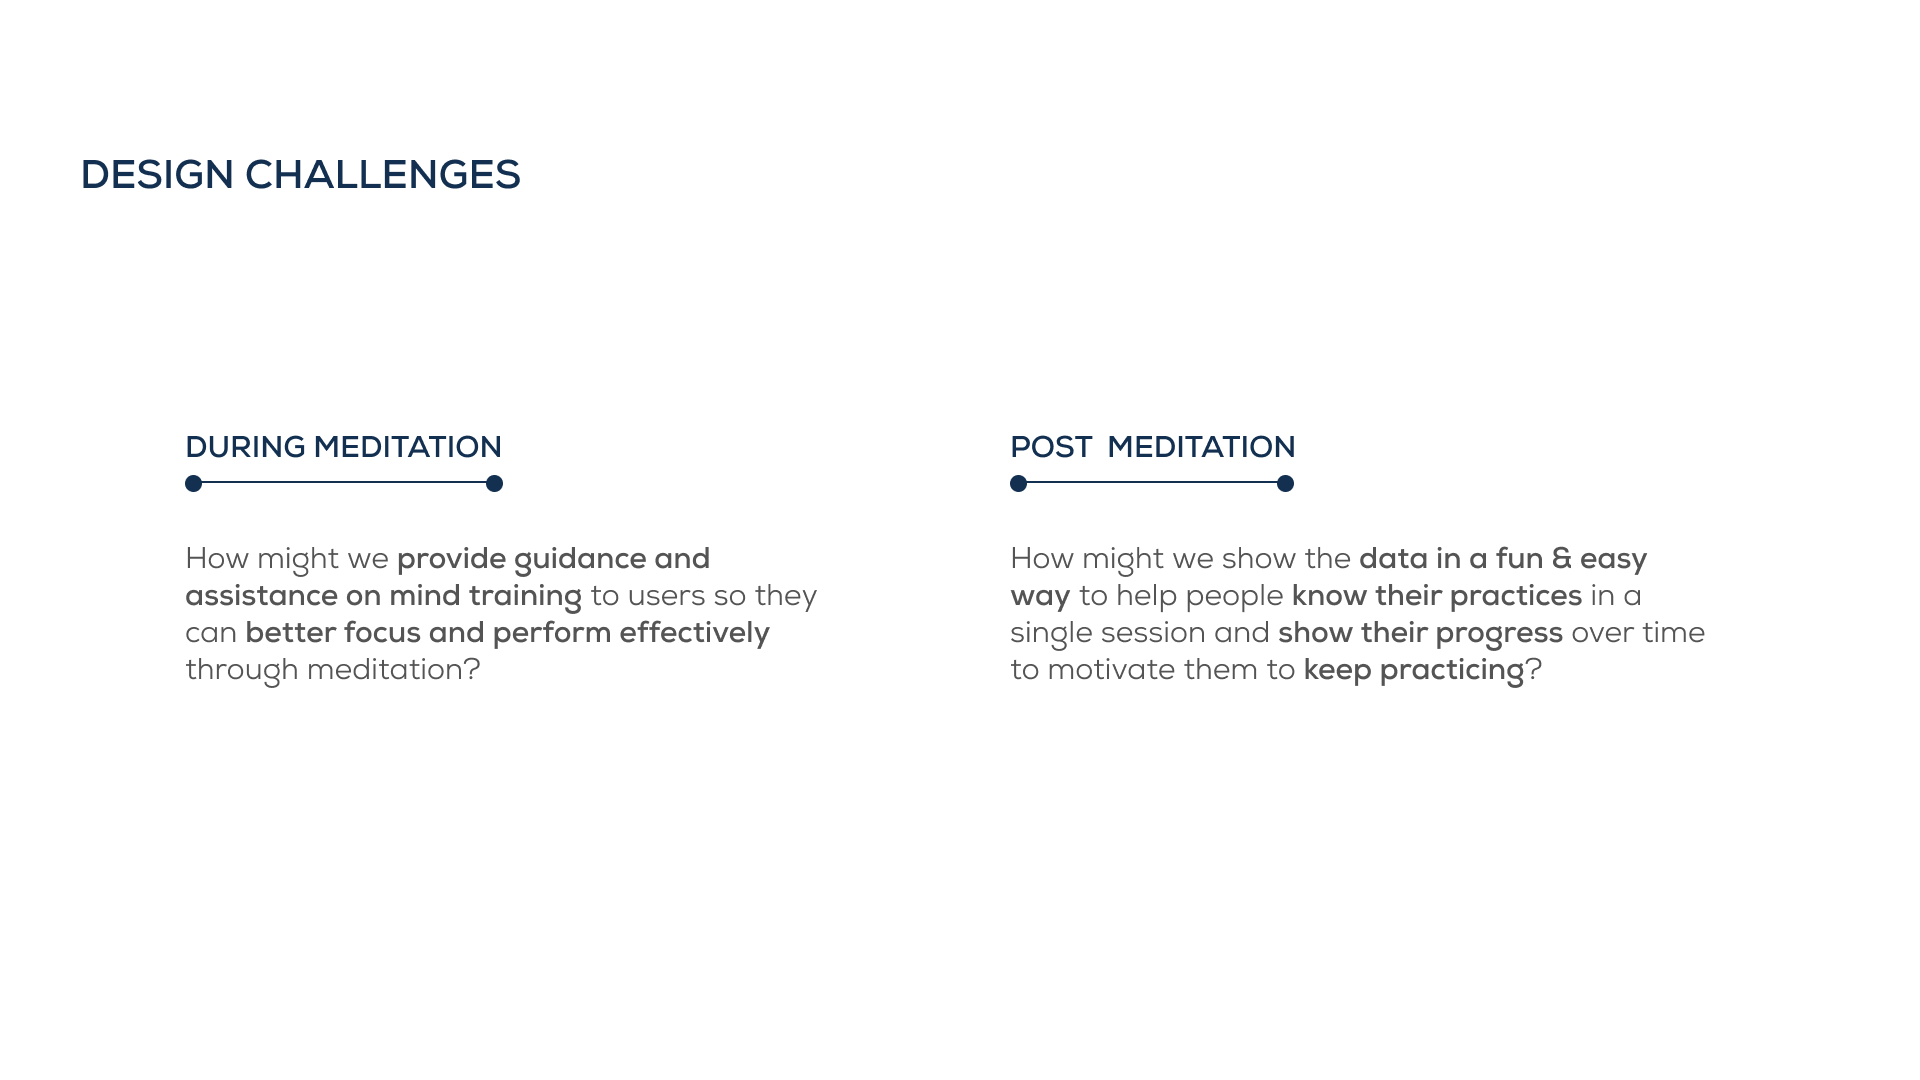 DESIGN CHALLENGES
DURING MEDITATION
How might we provide guidance and
assistance on mind training to users so they
can better focus and perform effectively
through meditation?
POST  MEDITATION
How might we show the data in a fun & easy
way to help people know their practices in a
single session and show their progress over time
to motivate them to keep practicing?